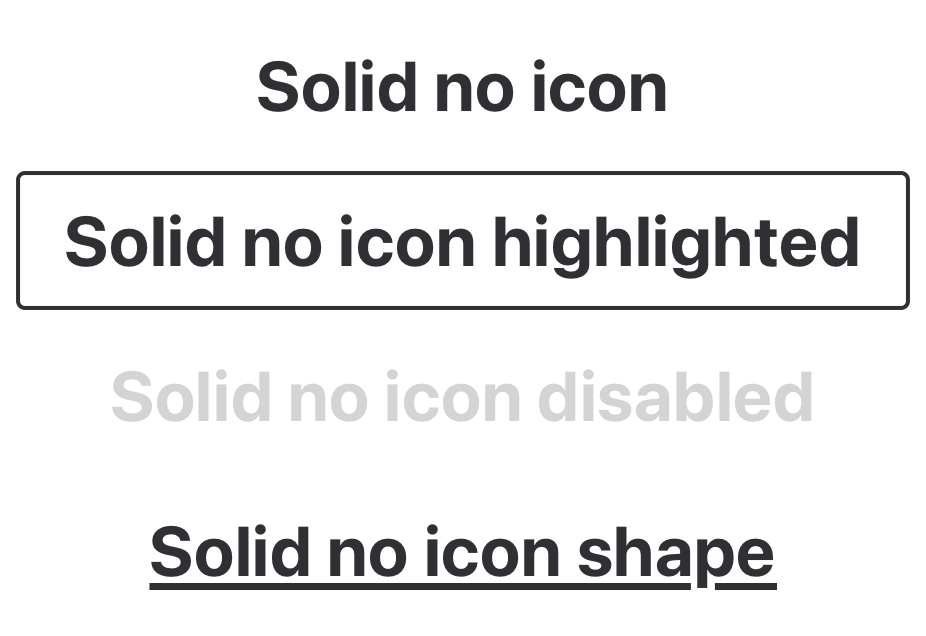 Solid no icon
Solid no icon highlighted
Solid no icon disabled
Solid no icon shape